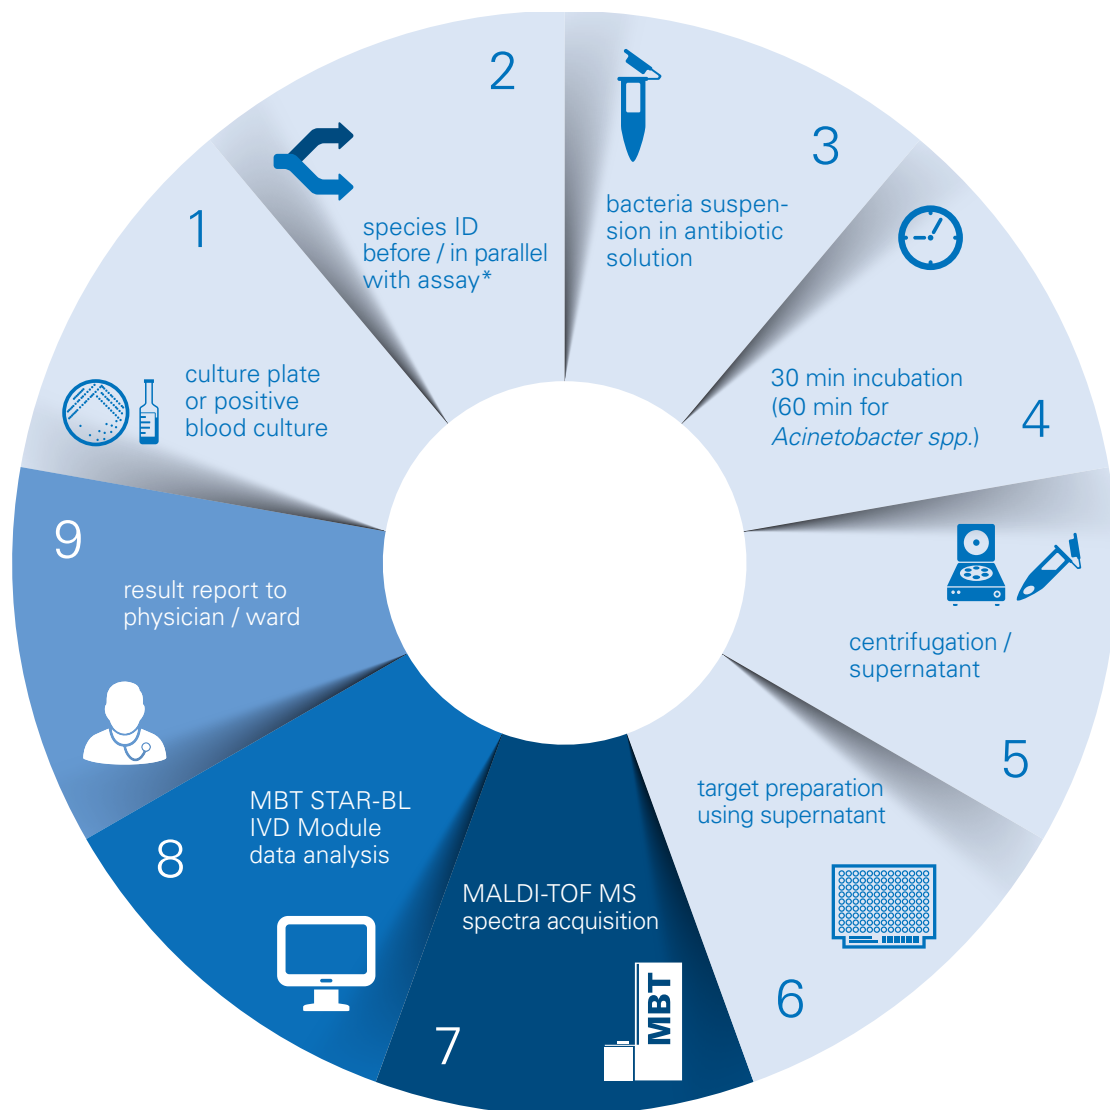 1
culture plate
or positive
blood culture
2
species ID
before / in parallel
with assay*
3
bacteria suspen-
sion in antibiotic
solution
4
30 min incubation
(60 min for
Acinetobacter spp.)
5
centrifugation /
supernatant
6
target preparation
using supernatant
7
MALDI-TOF MS
spectra acquisition
MBT
8
MBT STAR-BL
IVD Module
data analysis
9
result report to
physician / ward